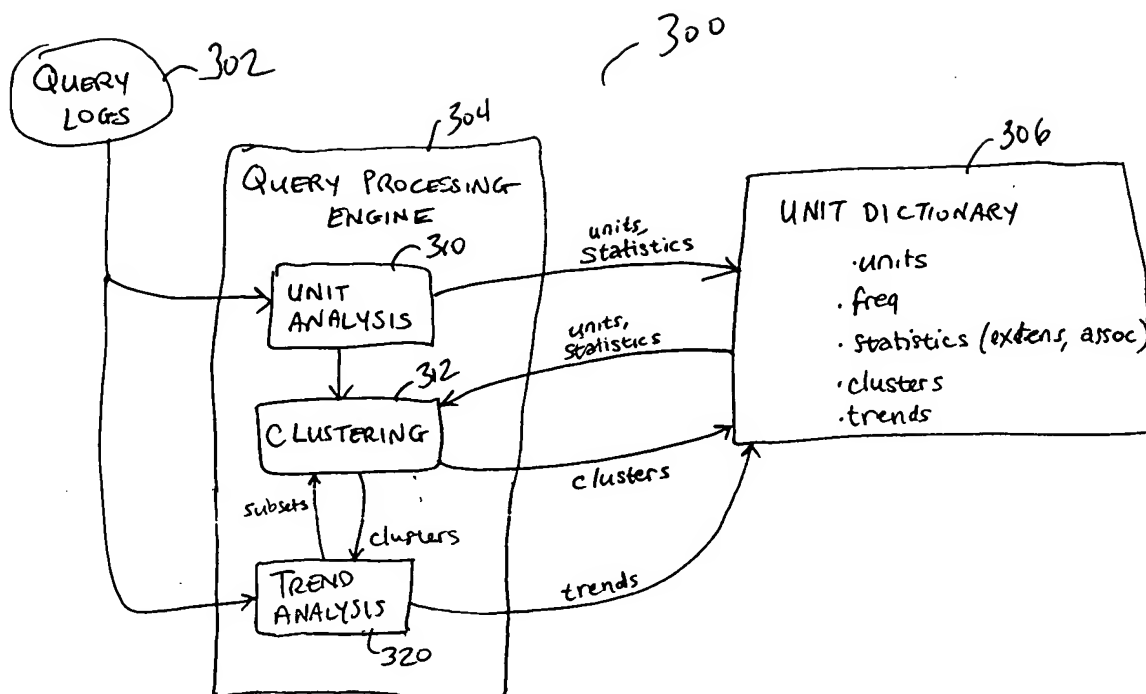 300
302
QUERY
LOGS
304
QUERY PROCESSING
ENGINE
310
UNIT
ANALYSIS
312
CLUSTERING
subsets
clusters
TREND
ANALYSIS
320
units,
statistics
units,
statistics
clusters
trends
306
UNIT DICTIONARY
·units
·freq
·statistics (extens, assoc)
·clusters
·trends